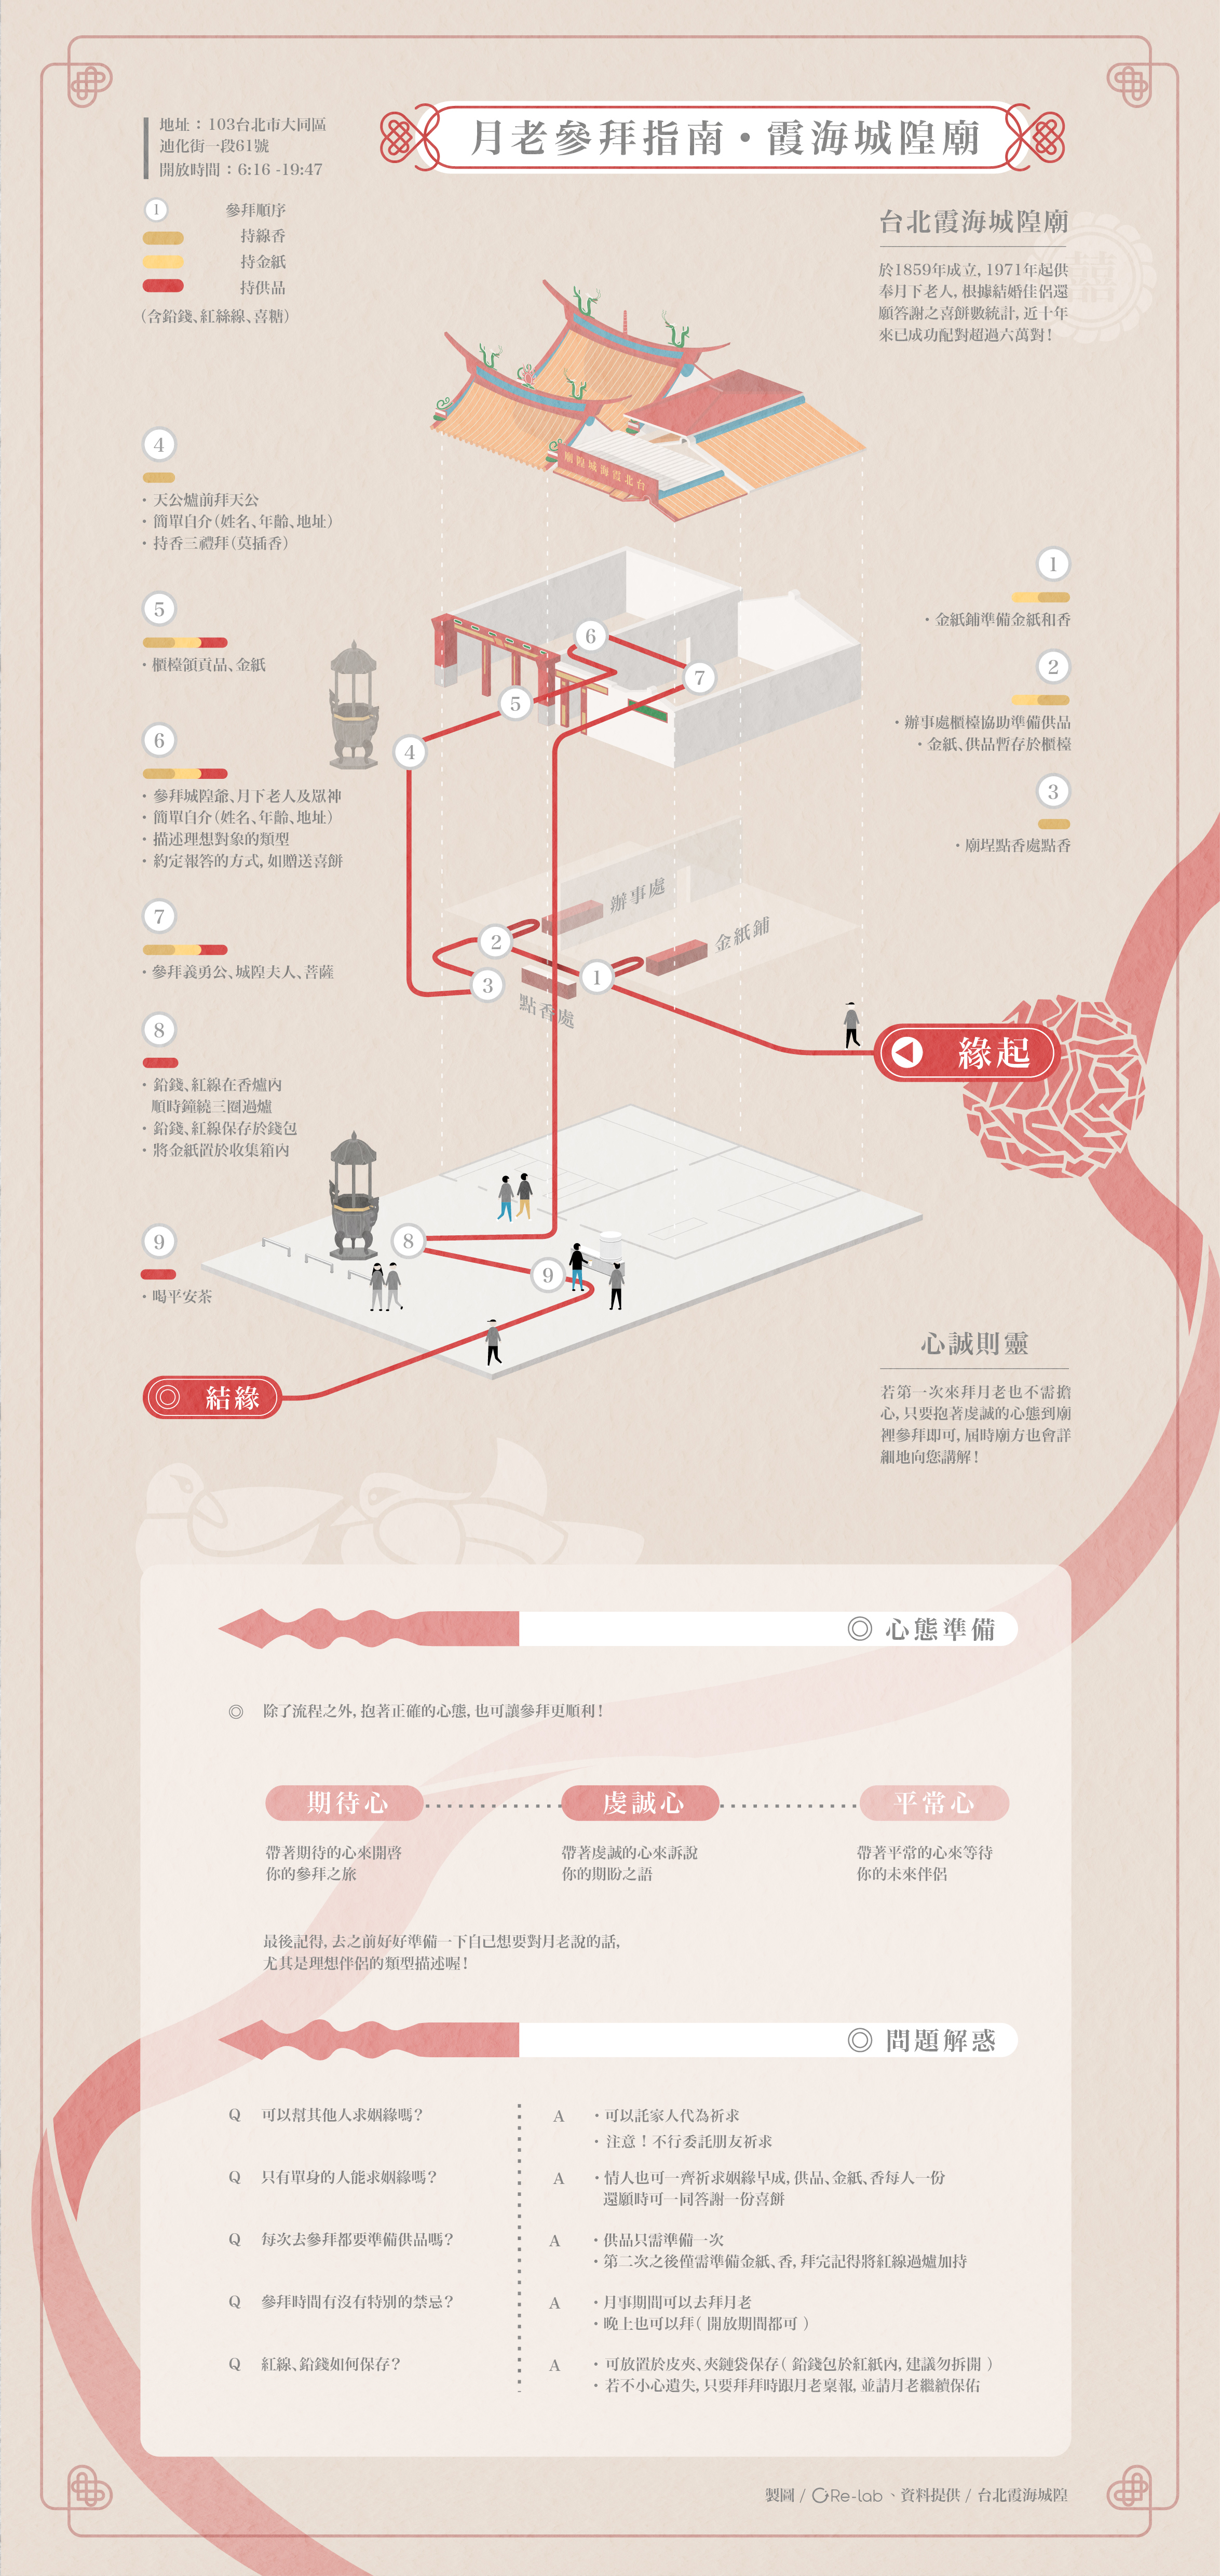 地址：103台北市大同區
迪化街一段61號
開放時間：6:16 -19:47
月老參拜指南・霞海城隍廟
1 參拜順序
持線香
持金紙
持供品
（含鉛錢、紅絲線、喜糖）
台北霞海城隍廟
於1859年成立，1971年起供
奉月下老人，根據結婚佳侶還
願答謝之喜餅數統計，近十年
來已成功配對超過六萬對！
囍
台北霞海城隍廟
4
・天公爐前拜天公
・簡單自介（姓名、年齡、地址）
・持香三禮拜（莫插香）
5
・櫃檯領貢品、金紙
6
・參拜城隍爺、月下老人及眾神
・簡單自介（姓名、年齡、地址）
・描述理想對象的類型
・約定報答的方式，如贈送喜餅
7
・參拜義勇公、城隍夫人、菩薩
8
・鉛錢、紅線在香爐內
順時鐘繞三圈過爐
・鉛錢、紅線保存於錢包
・將金紙置於收集箱內
9
・喝平安茶
1
・金紙鋪準備金紙和香
2
・辦事處櫃檯協助準備供品
・金紙、供品暫存於櫃檯
3
・廟埕點香處點香
6
7
5
4
辦事處
金紙鋪
2
1
3
點香處
緣起
8
9
結緣
心誠則靈
若第一次來拜月老也不需擔
心，只要抱著虔誠的心態到廟
裡參拜即可，屆時廟方也會詳
細地向您講解！
◎ 心態準備
◎ 除了流程之外，抱著正確的心態，也可讓參拜更順利！
期待心
虔誠心
平常心
帶著期待的心來開啓
你的參拜之旅
帶著虔誠的心來訴說
你的期盼之語
帶著平常的心來等待
你的未來伴侶
最後記得，去之前好好準備一下自己想要對月老說的話，
尤其是理想伴侶的類型描述喔！
◎ 問題解惑
Q 可以幫其他人求姻緣嗎？
A ・可以託家人代為祈求
・注意！不行委託朋友祈求
Q 只有單身的人能求姻緣嗎？
A ・情人也可一齊祈求姻緣早成，供品、金紙、香每人一份
還願時可一同答謝一份喜餅
Q 每次去參拜都要準備供品嗎？
A ・供品只需準備一次
・第二次之後僅需準備金紙、香，拜完記得將紅線過爐加持
Q 參拜時間有沒有特別的禁忌？
A ・月事期間可以去拜月老
・晚上也可以拜（ 開放期間都可 ）
Q 紅線、鉛錢如何保存？
A ・可放置於皮夾、夾鏈袋保存（ 鉛錢包於紅紙內，建議勿拆開 ）
・若不小心遺失，只要拜拜時跟月老稟報，並請月老繼續保佑
製圖 / Re-lab 、資料提供 / 台北霞海城隍